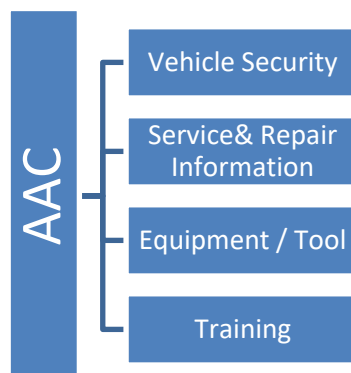 AAC
Vehicle Security
Service& Repair
Information
Equipment / Tool
Training